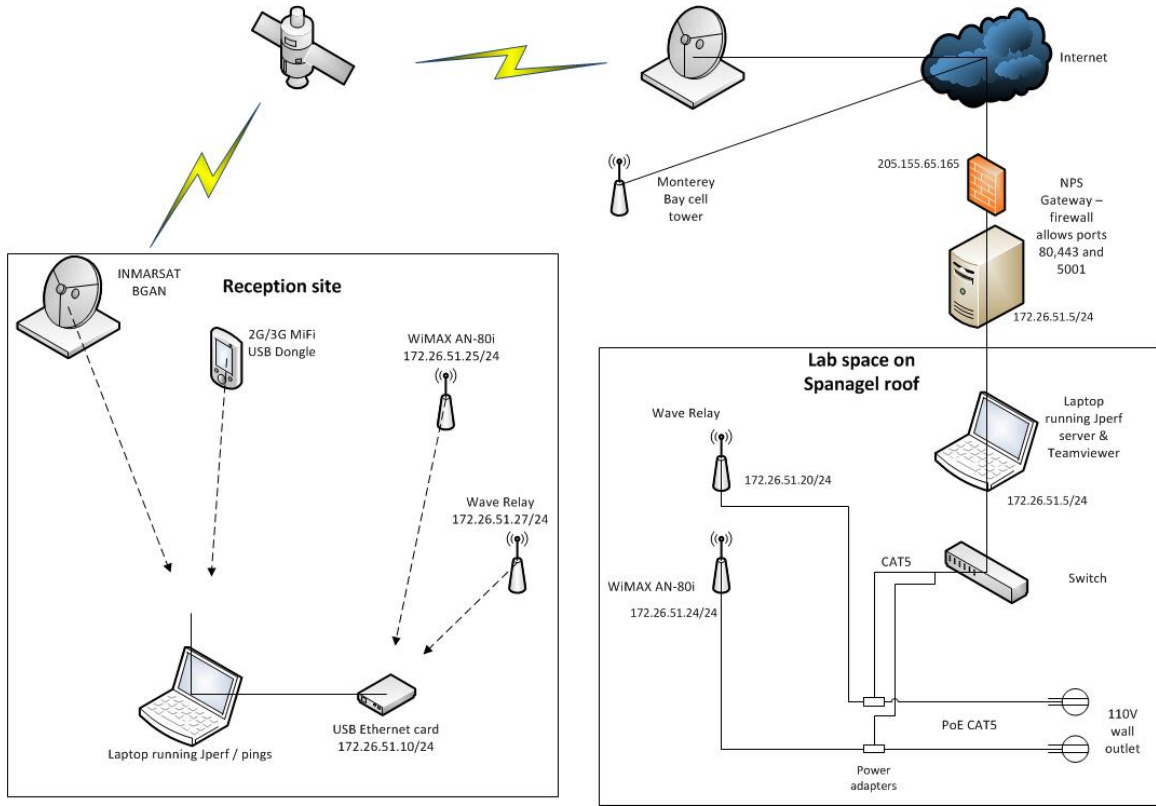 Internet
205.155.65.165
NPS
Gateway –
firewall
allows ports
80,443 and
5001
172.26.51.5/24
Monterey
Bay cell
tower
INMARSAT
BGAN
Reception site
2G/3G MiFi
USB Dongle
WiMAX AN-80i
172.26.51.25/24
Wave Relay
172.26.51.27/24
USB Ethernet card
172.26.51.10/24
Laptop running Jperf / pings
Lab space on
Spanagel roof
Laptop
running Jperf
server &
Teamviewer
172.26.51.5/24
Wave Relay
172.26.51.20/24
CAT5
Switch
WiMAX AN-80i
172.26.51.24/24
PoE CAT5
110V
wall
outlet
Power
adapters